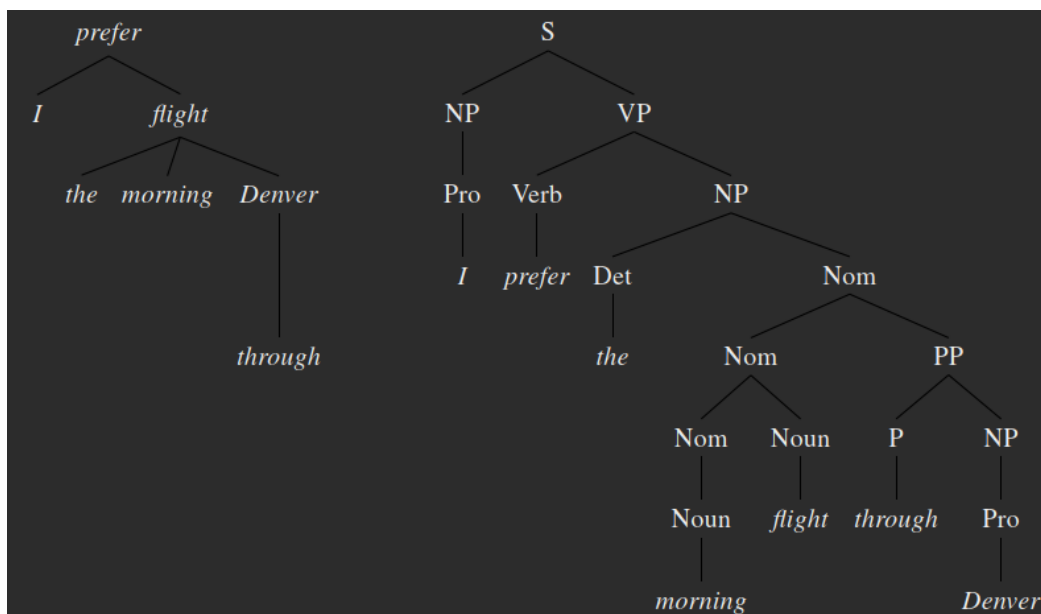 prefer S
I flight NP VP
the morning Denver Pro Verb NP
I prefer Det Nom
through the Nom PP
Nom Noun P NP
Noun flight through Pro
morning Denver